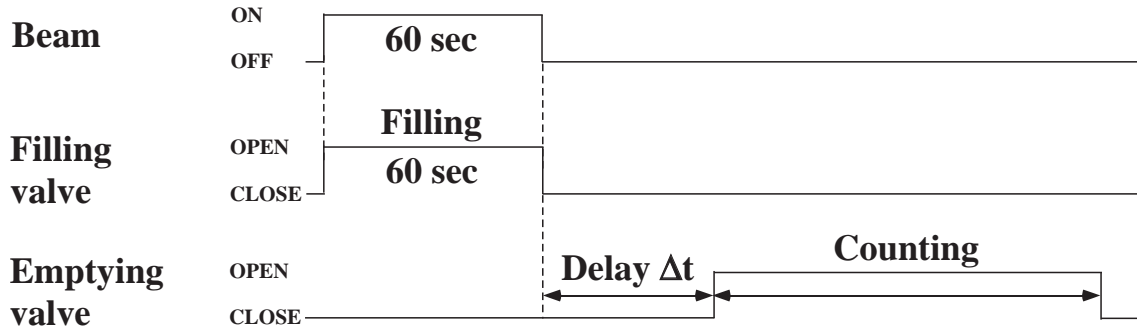 Beam
ON
60 sec
OFF
Filling
valve
OPEN
Filling
60 sec
CLOSE
Emptying
valve
OPEN
Delay Δt
Counting
CLOSE